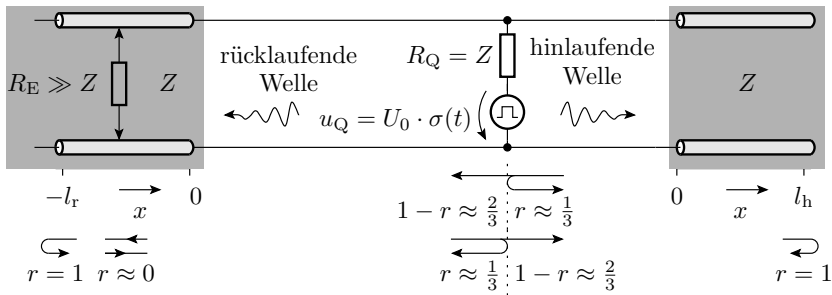 rücklaufende
Welle
R_Q = Z
hinlaufende
Welle
R_E ≫ Z
Z
Z
u_Q = U_0 · σ(t)
−l_r
x
0
0
x
l_h
1 − r ≈ 2/3
r ≈ 1/3
r = 1
r ≈ 0
r ≈ 1/3
1 − r ≈ 2/3
r = 1